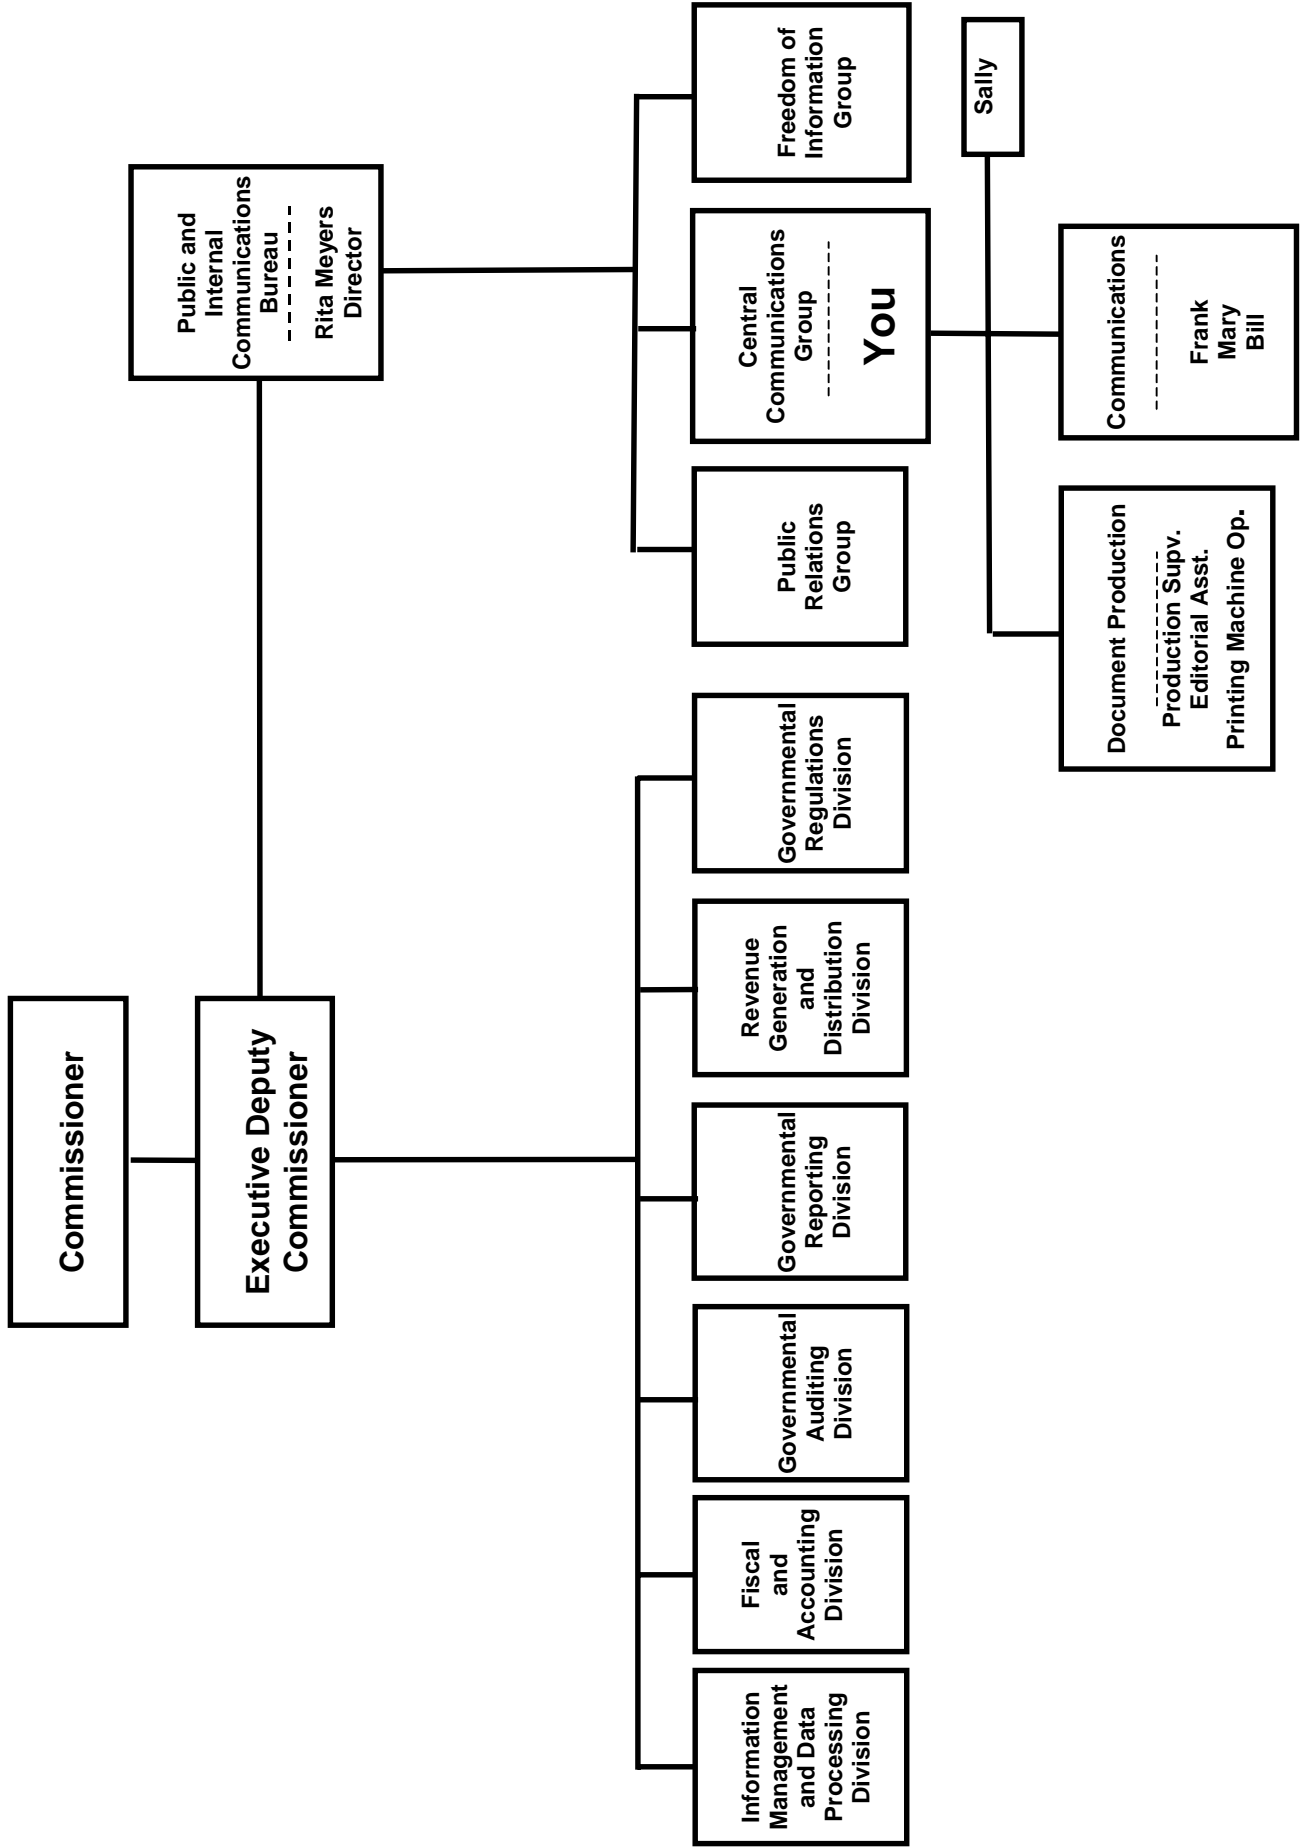 Commissioner
Executive Deputy
Commissioner
Public and
Internal
Communications
Bureau
Rita Meyers
Director
Information
Management
and Data
Processing
Division
Fiscal
and
Accounting
Division
Governmental
Auditing
Division
Governmental
Reporting
Division
Revenue
Generation
and
Distribution
Division
Governmental
Regulations
Division
Public
Relations
Group
Central
Communications
Group
You
Freedom of
Information
Group
Sally
Document Production
Production Supv.
Editorial Asst.
Printing Machine Op.
Communications
Frank
Mary
Bill